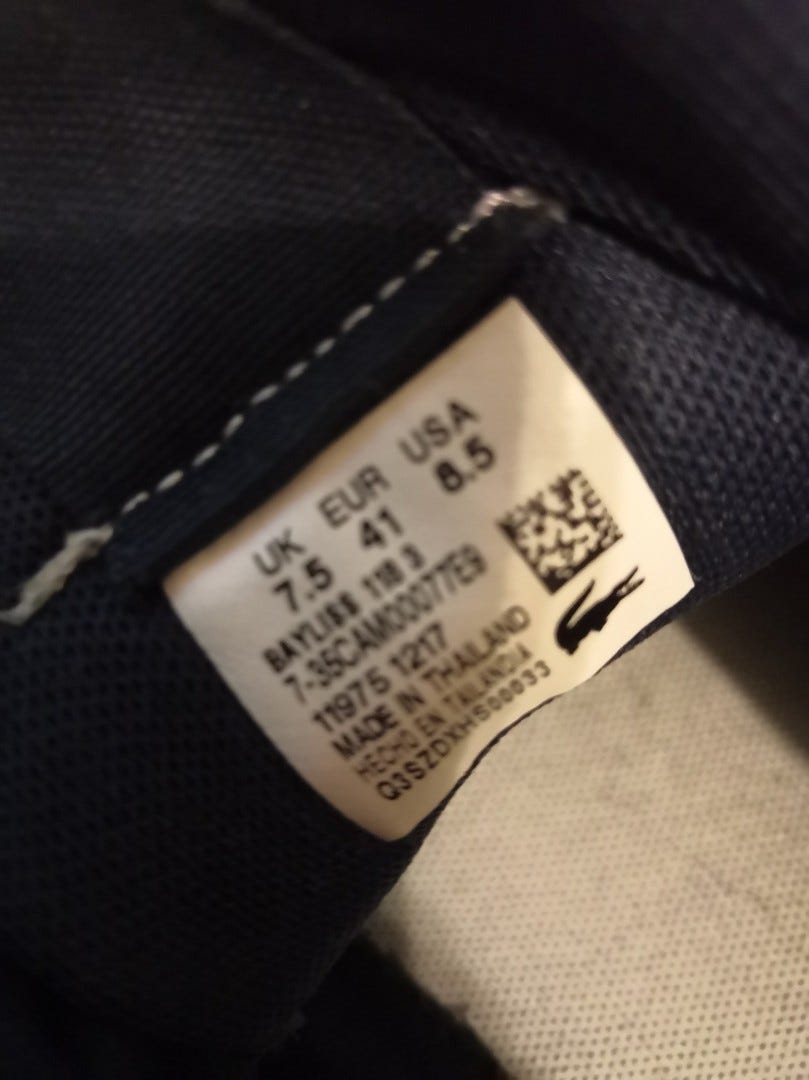 UK EUR USA
7.5 41 8.5
BAYLISS 118 3
7-35CAM00077E9
11975 1217
MADE IN THAILAND
HECHO EN TAILANDIA
Q3SZDXHS00033